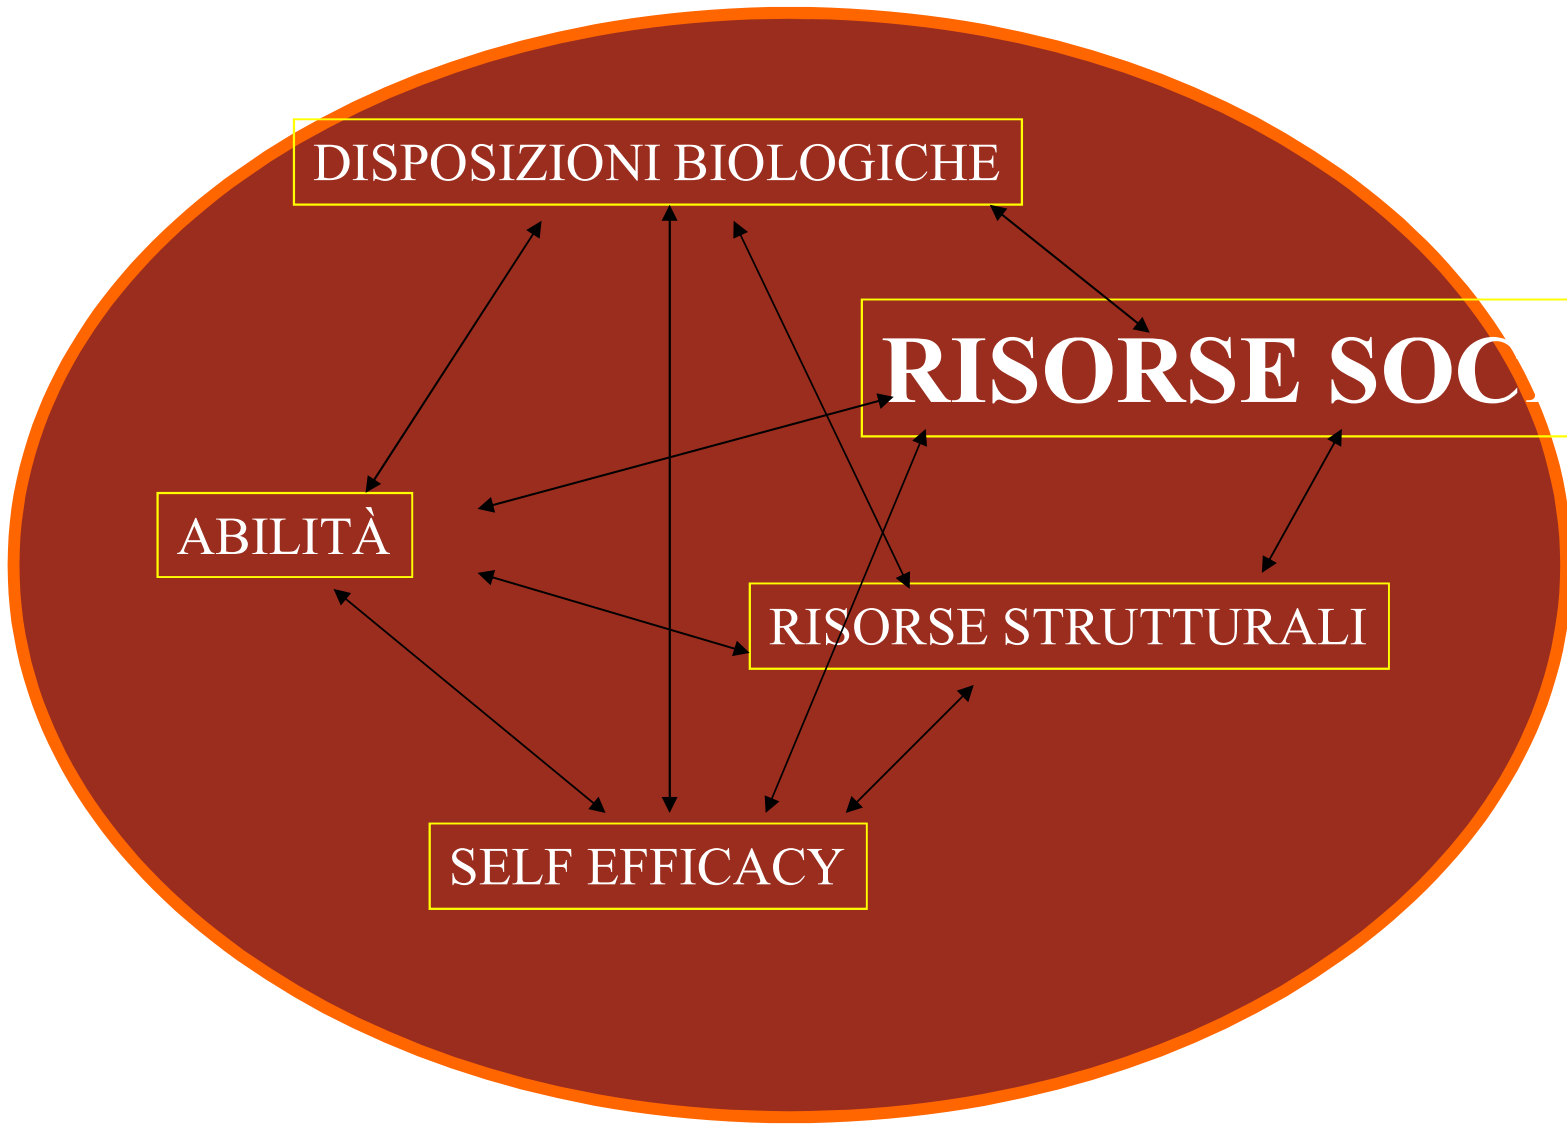 DISPOSIZIONI BIOLOGICHE
RISORSE SOC
ABILITÀ
RISORSE STRUTTURALI
SELF EFFICACY